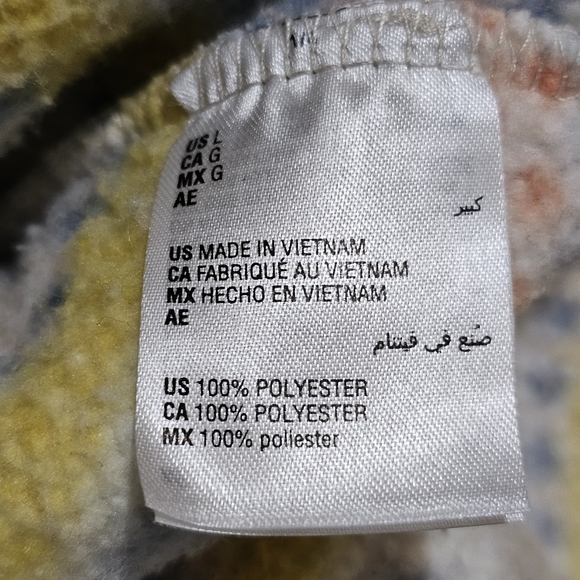 US L
CA G
MX G
AE
كبير
US MADE IN VIETNAM
CA FABRIQUÉ AU VIETNAM
MX HECHO EN VIETNAM
AE
صُنع في فيتنام
US 100% POLYESTER
CA 100% POLYESTER
MX 100% poliester